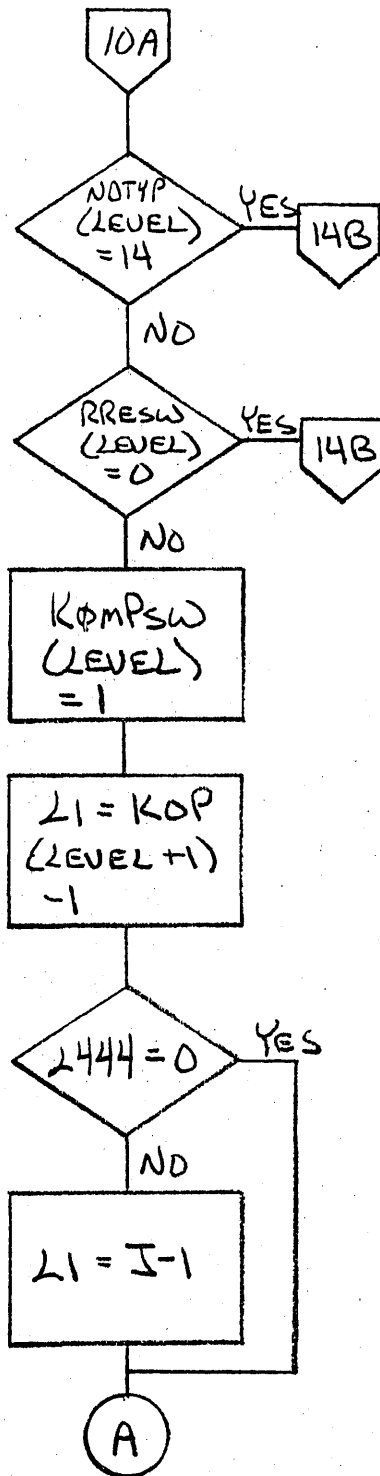 10A
NOTYP
(LEVEL)
=14
YES
14B
NO
RRESW
(LEVEL)
=0
YES
14B
NO
KØMPSW
(LEVEL)
=1
L1=KOP
(LEVEL+1)
-1
L444=0
YES
NO
L1=J-1
A